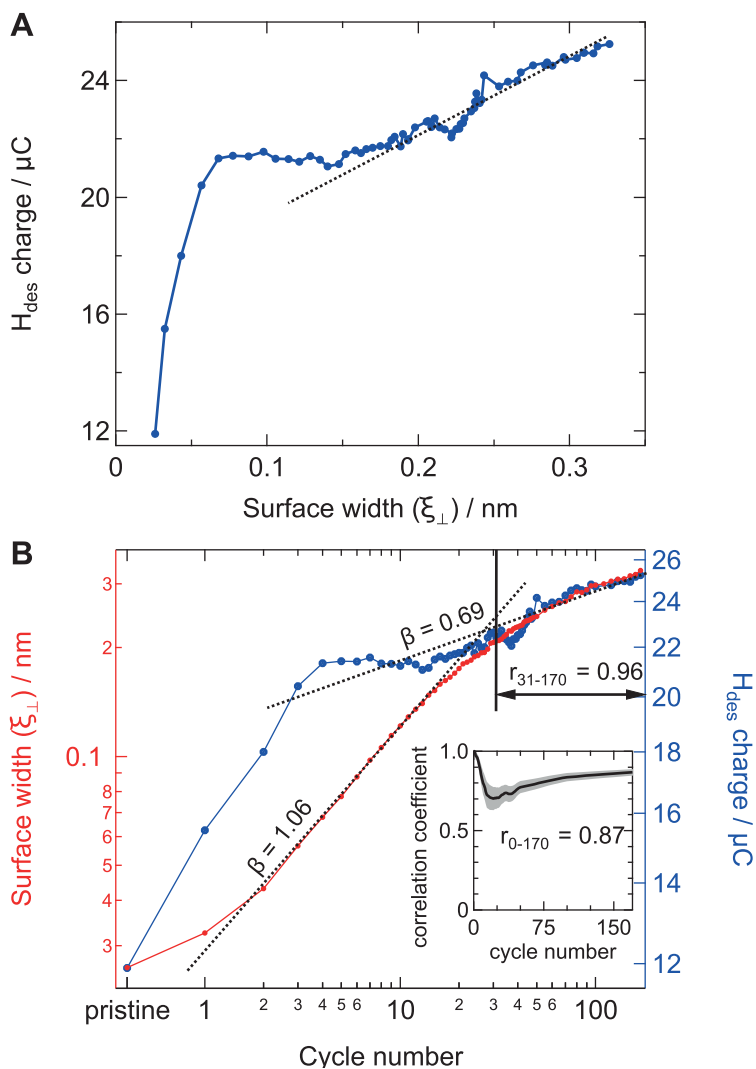 A
H_des charge / µC
24
20
16
12
0
0.1
0.2
0.3
Surface width (ξ⊥) / nm
B
Surface width (ξ⊥) / nm
3
2
0.1
8
7
6
5
4
3
β = 0.69
β = 1.06
r31-170 = 0.96
26
24
22
20
18
16
14
12
H_des charge / µC
correlation coefficient
1.0
0.5
0
r0-170 = 0.87
0 75 150
cycle number
pristine 1 2 3 4 5 6 10 2 3 4 5 6 100
Cycle number